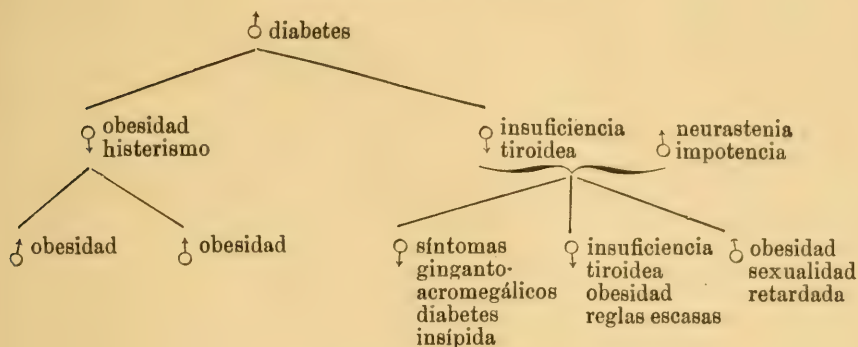 diabetes
obesidad
histerismo
insuficiencia
tiroidea
neurastenia
impotencia
obesidad
obesidad
síntomas
giganto-
acromegálicos
diabetes
insípida
insuficiencia
tiroidea
obesidad
reglas escasas
obesidad
sexualidad
retardada